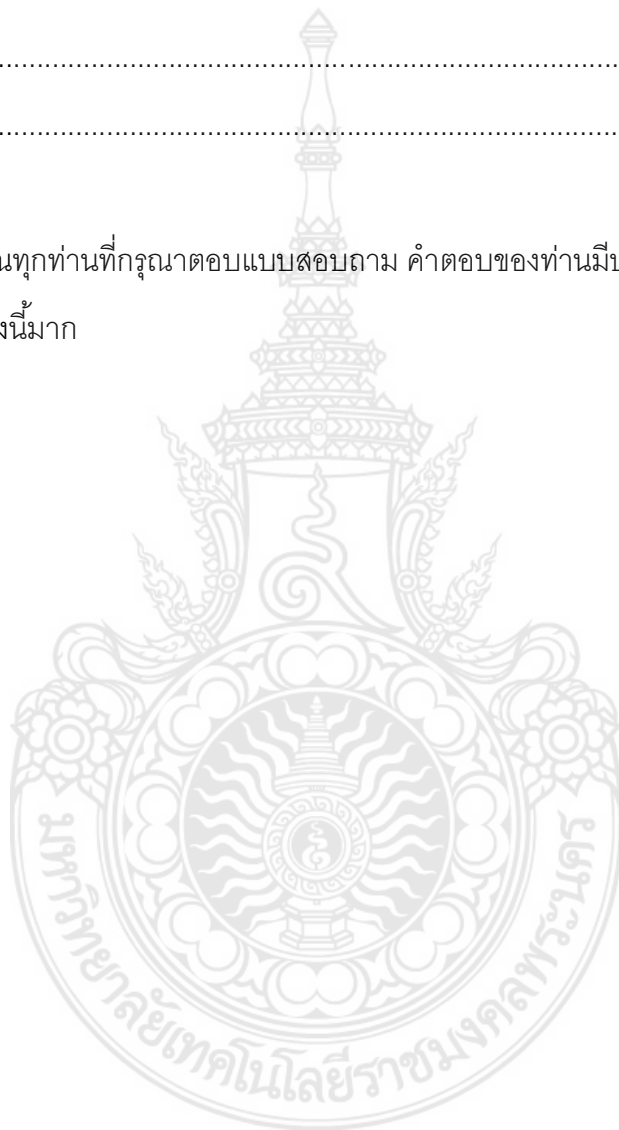 ................................................................................
................................................................................
ณทุกท่านที่กรุณาตอบแบบสอบถาม คำตอบของท่านมีป
งนี้มาก
มหาวิทยาลัยเทคโนโลยีราชมงคลพระนคร